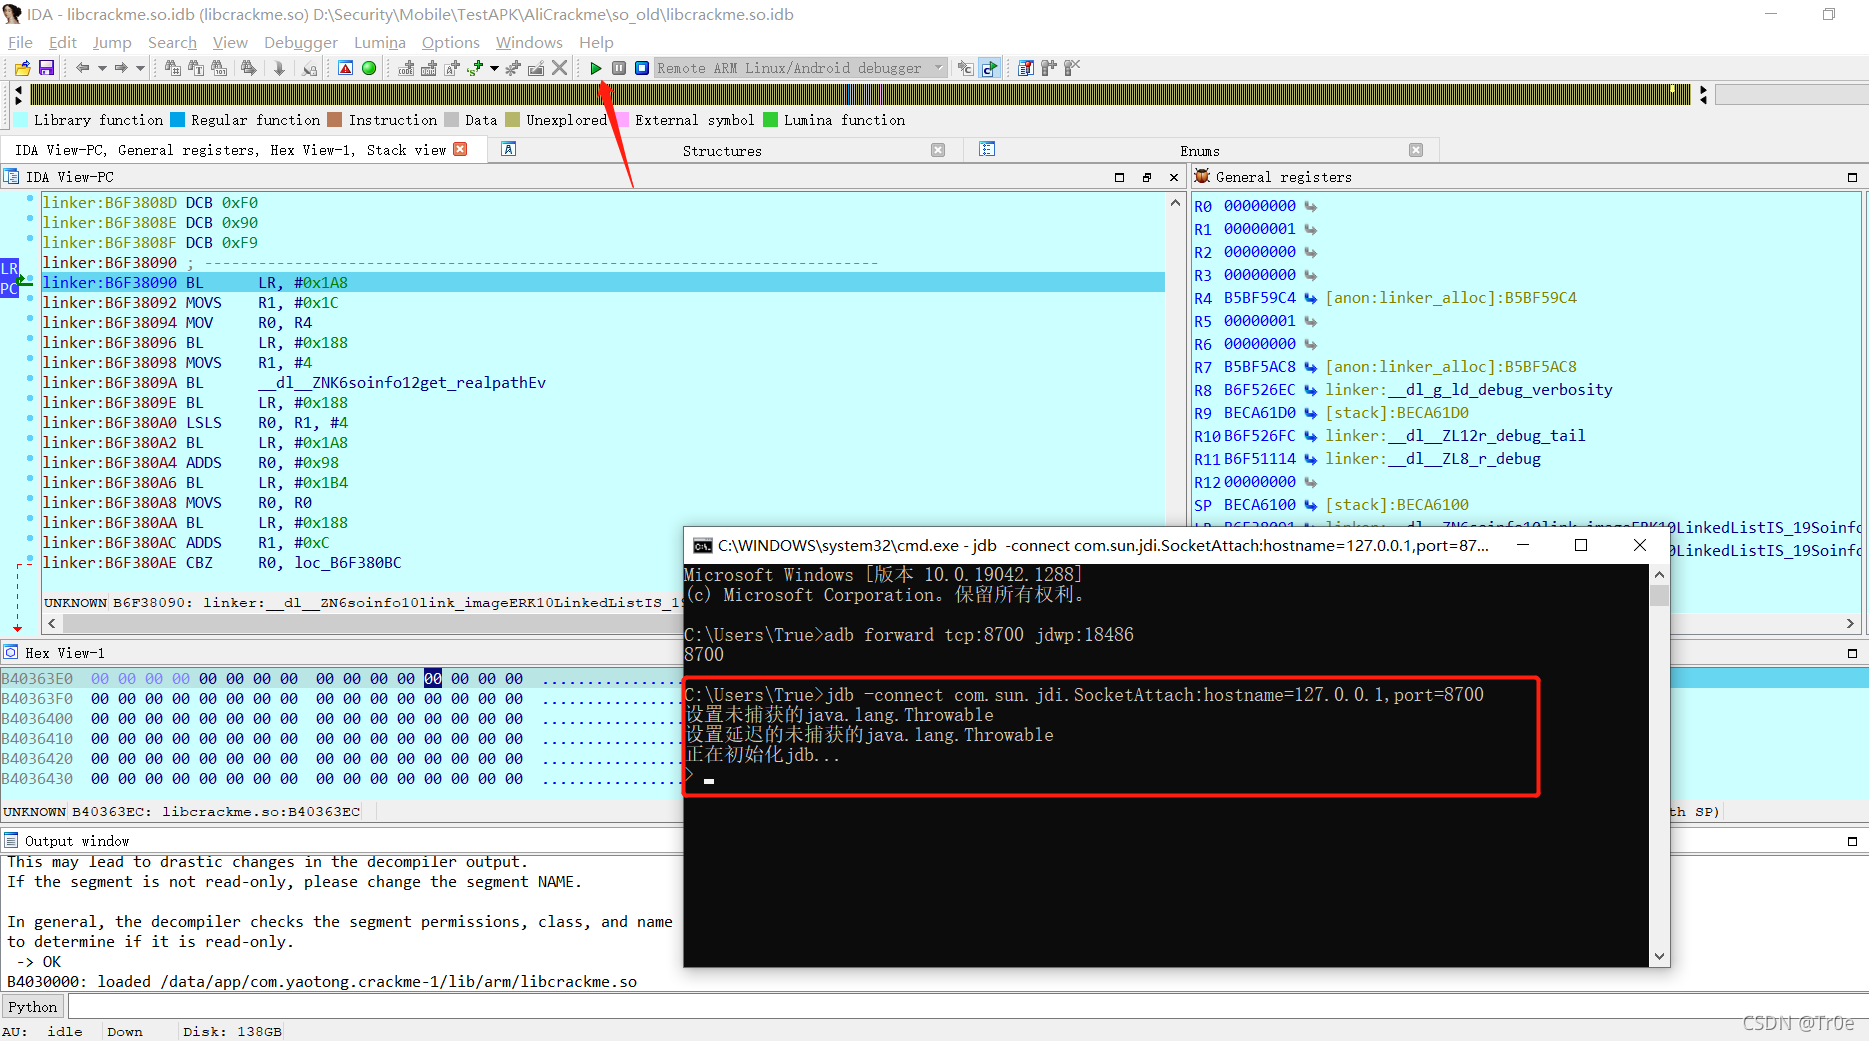 IDA - libcrackme.so.idb (libcrackme.so) D:\Security\Mobile\TestAPK\AliCrackme\so_old\libcrackme.so.idb
File Edit Jump Search View Debugger Lumina Options Windows Help
Remote ARM Linux/Android debugger
Library function Regular function Instruction Data Unexplored External symbol Lumina function
IDA View-PC, General registers, Hex View-1, Stack view Structures Enums
IDA View-PC
linker:B6F3808D DCB 0xF0
linker:B6F3808E DCB 0x90
linker:B6F3808F DCB 0xF9
linker:B6F38090 ; ---------------------------------------------------------------------------
LR
PC
linker:B6F38090 BL LR, #0x1A8
linker:B6F38092 MOVS R1, #0x1C
linker:B6F38094 MOV R0, R4
linker:B6F38096 BL LR, #0x188
linker:B6F38098 MOVS R1, #4
linker:B6F3809A BL __dl__ZNK6soinfo12get_realpathEv
linker:B6F3809E BL LR, #0x188
linker:B6F380A0 LSLS R0, R1, #4
linker:B6F380A2 BL LR, #0x1A8
linker:B6F380A4 ADDS R0, #0x98
linker:B6F380A6 BL LR, #0x1B4
linker:B6F380A8 MOVS R0, R0
linker:B6F380AA BL LR, #0x188
linker:B6F380AC ADDS R1, #0xC
linker:B6F380AE CBZ R0, loc_B6F380BC
UNKNOWN B6F38090: linker:__dl__ZN6soinfo10link_imageERK10LinkedListIS_19
General registers
R0 00000000
R1 00000001
R2 00000000
R3 00000000
R4 B5BF59C4 [anon:linker_alloc]:B5BF59C4
R5 00000001
R6 00000000
R7 B5BF5AC8 [anon:linker_alloc]:B5BF5AC8
R8 B6F526EC linker:__dl_g_ld_debug_verbosity
R9 BECA61D0 [stack]:BECA61D0
R10 B6F526FC linker:__dl__ZL12r_debug_tail
R11 B6F51114 linker:__dl__ZL8_r_debug
R12 00000000
SP BECA6100 [stack]:BECA6100
LR B6F38091 linker:__dl__ZN6soinfo10link_imageERK10LinkedListIS_19Soinfo
10link_imageERK10LinkedListIS_19Soinfo
Hex View-1
B40363E0 00 00 00 00 00 00 00 00 00 00 00 00 00 00 00 00 ................
B40363F0 00 00 00 00 00 00 00 00 00 00 00 00 00 00 00 00 ................
B4036400 00 00 00 00 00 00 00 00 00 00 00 00 00 00 00 00 ................
B4036410 00 00 00 00 00 00 00 00 00 00 00 00 00 00 00 00 ................
B4036420 00 00 00 00 00 00 00 00 00 00 00 00 00 00 00 00 ................
B4036430 00 00 00 00 00 00 00 00 00 00 00 00 00 00 00 00 ................
UNKNOWN B40363EC: libcrackme.so:B40363EC
th SP)
Output window
This may lead to drastic changes in the decompiler output.
If the segment is not read-only, please change the segment NAME.
In general, the decompiler checks the segment permissions, class, and name
to determine if it is read-only.
-> OK
B4030000: loaded /data/app/com.yaotong.crackme-1/lib/arm/libcrackme.so
Python
AU: idle Down Disk: 138GB
C:\WINDOWS\system32\cmd.exe - jdb -connect com.sun.jdi.SocketAttach:hostname=127.0.0.1,port=87...
Microsoft Windows [版本 10.0.19042.1288]
(c) Microsoft Corporation。保留所有权利。
C:\Users\True>adb forward tcp:8700 jdwp:18486
8700
C:\Users\True>jdb -connect com.sun.jdi.SocketAttach:hostname=127.0.0.1,port=8700
设置未捕获的java.lang.Throwable
设置延迟的未捕获的java.lang.Throwable
正在初始化jdb...
>
CSDN @Tr0e